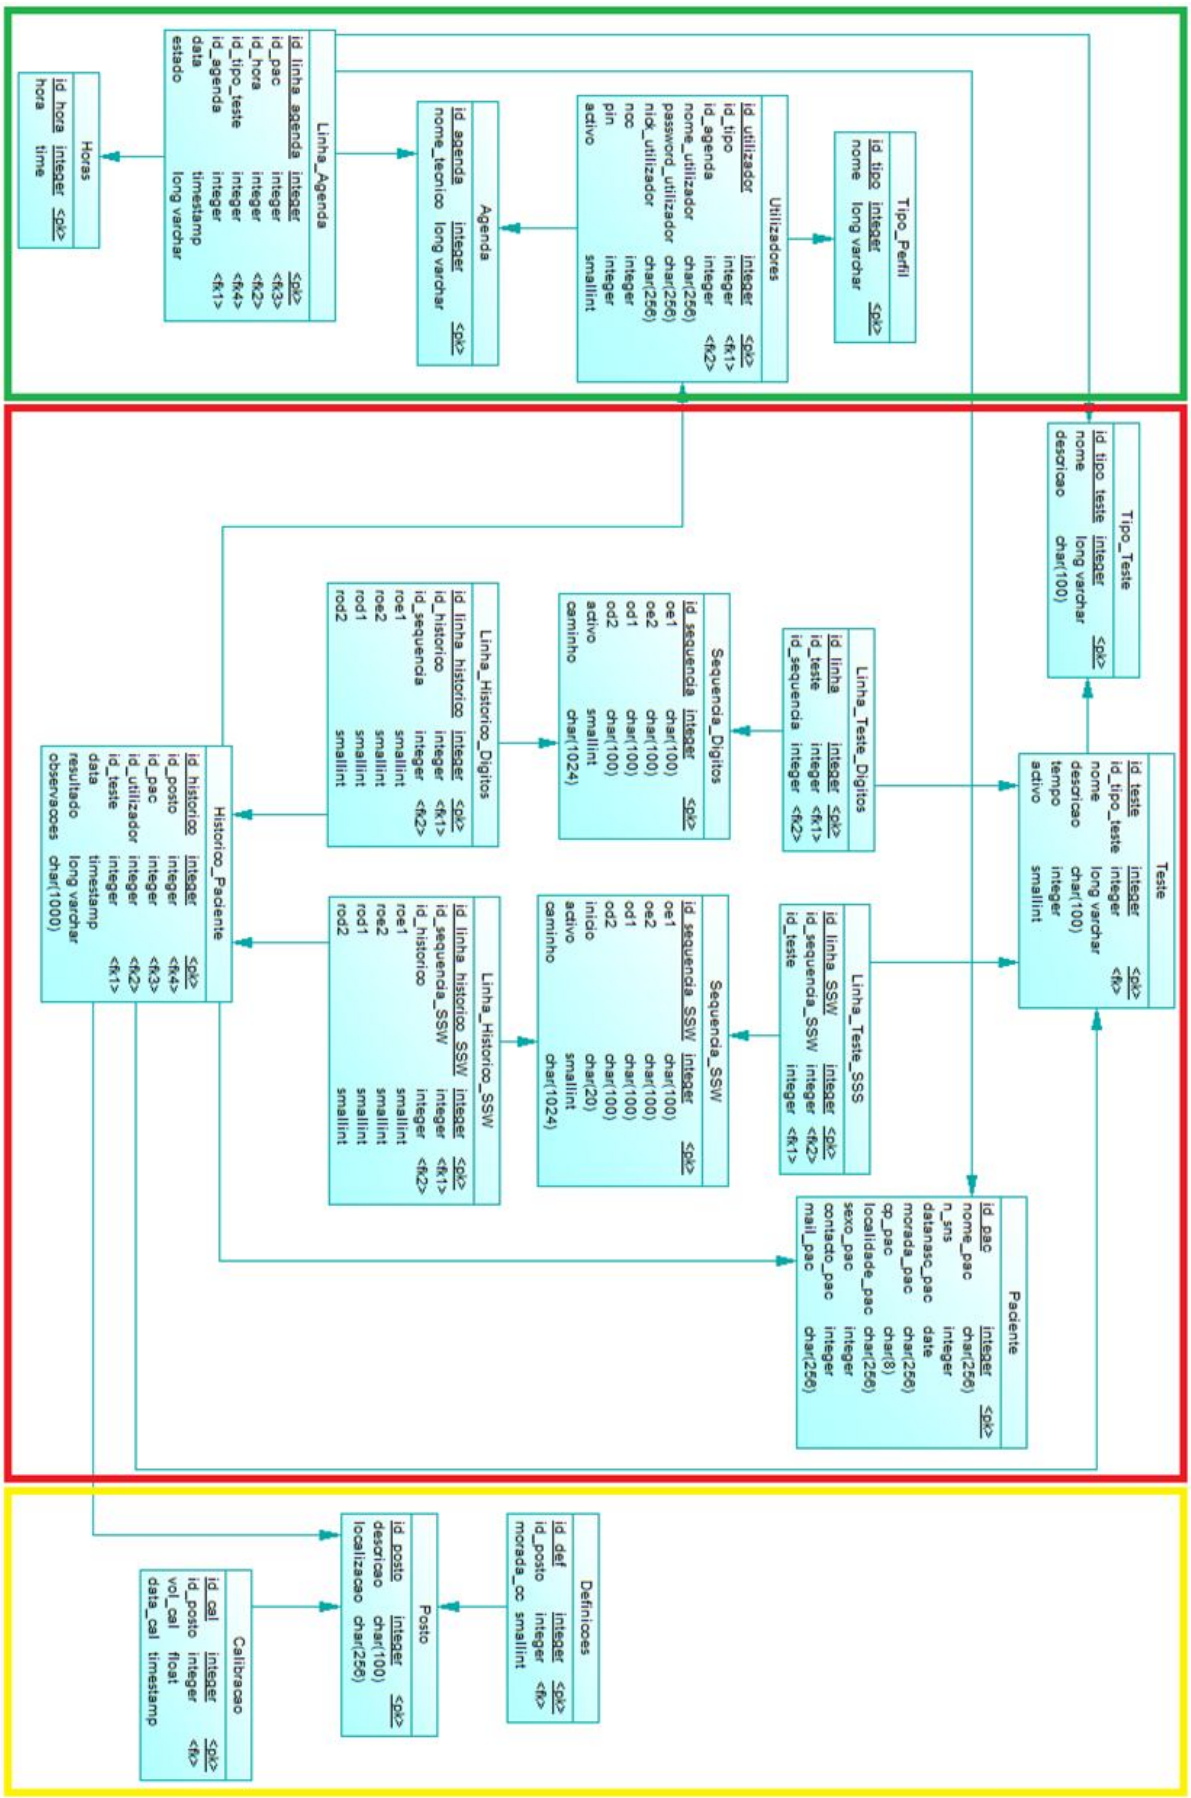 Tipo_Perfil
id_tipo integer <pk>
nome long varchar
Utilizadores
id_utilizador integer <pk>
id_tipo integer <fk1>
id_agenda integer <fk2>
nome_utilizador char(256)
password_utilizador char(256)
nick_utilizador char(256)
ncc integer
pin integer
activo smallint
Agenda
id_agenda integer <pk>
nome_tecnico long varchar
Linha_Agenda
id_linha_agenda integer <pk>
id_pac integer <fk3>
id_hora integer <fk2>
id_tipo_teste integer <fk4>
id_agenda integer <fk1>
data timestamp
estado long varchar
Horas
id_hora integer <pk>
hora time
Tipo_Teste
id_tipo_teste integer <pk>
nome long varchar
descricao char(100)
Teste
id_teste integer <pk>
id_tipo_teste integer <fk>
nome long varchar
descricao char(100)
tempo integer
activo smallint
Linha_Teste_Digitos
id_linha integer <pk>
id_teste integer <fk1>
id_sequencia integer <fk2>
Linha_Teste_SSS
id_linha_SSW integer <pk>
id_sequencia_SSW integer <fk2>
id_teste integer <fk1>
Paciente
id_pac integer <pk>
nome_pac char(256)
n_sns integer
datanasc_pac date
morada_pac char(256)
cp_pac char(8)
localidade_pac char(256)
sexo_pac integer
contacto_pac integer
mail_pac char(256)
Sequencia_Digitos
id_sequencia integer <pk>
oe1 char(100)
oe2 char(100)
od1 char(100)
od2 char(100)
activo smallint
caminho char(1024)
Sequencia_SSW
id_sequencia_SSW integer <pk>
oe1 char(100)
oe2 char(100)
od1 char(100)
od2 char(100)
inicio char(20)
activo smallint
caminho char(1024)
Linha_Historico_Digitos
id_linha_historico integer <pk>
id_historico integer <fk1>
id_sequencia integer <fk2>
roe1 smallint
roe2 smallint
rod1 smallint
rod2 smallint
Linha_Historico_SSW
id_linha_historico_SSW integer <pk>
id_sequencia_SSW integer <fk1>
id_historico integer <fk2>
roe1 smallint
roe2 smallint
rod1 smallint
rod2 smallint
Historico_Paciente
id_historico integer <pk>
id_posto integer <fk4>
id_pac integer <fk3>
id_utilizador integer <fk2>
id_teste integer <fk1>
data timestamp
resultado long varchar
observacoes char(1000)
Definicoes
id_def integer <pk>
id_posto integer <fk>
morada_cc smallint
Posto
id_posto integer <pk>
descricao char(100)
localizacao char(256)
Calibracao
id_cal integer <pk>
id_posto integer <fk>
vol_cal float
data_cal timestamp